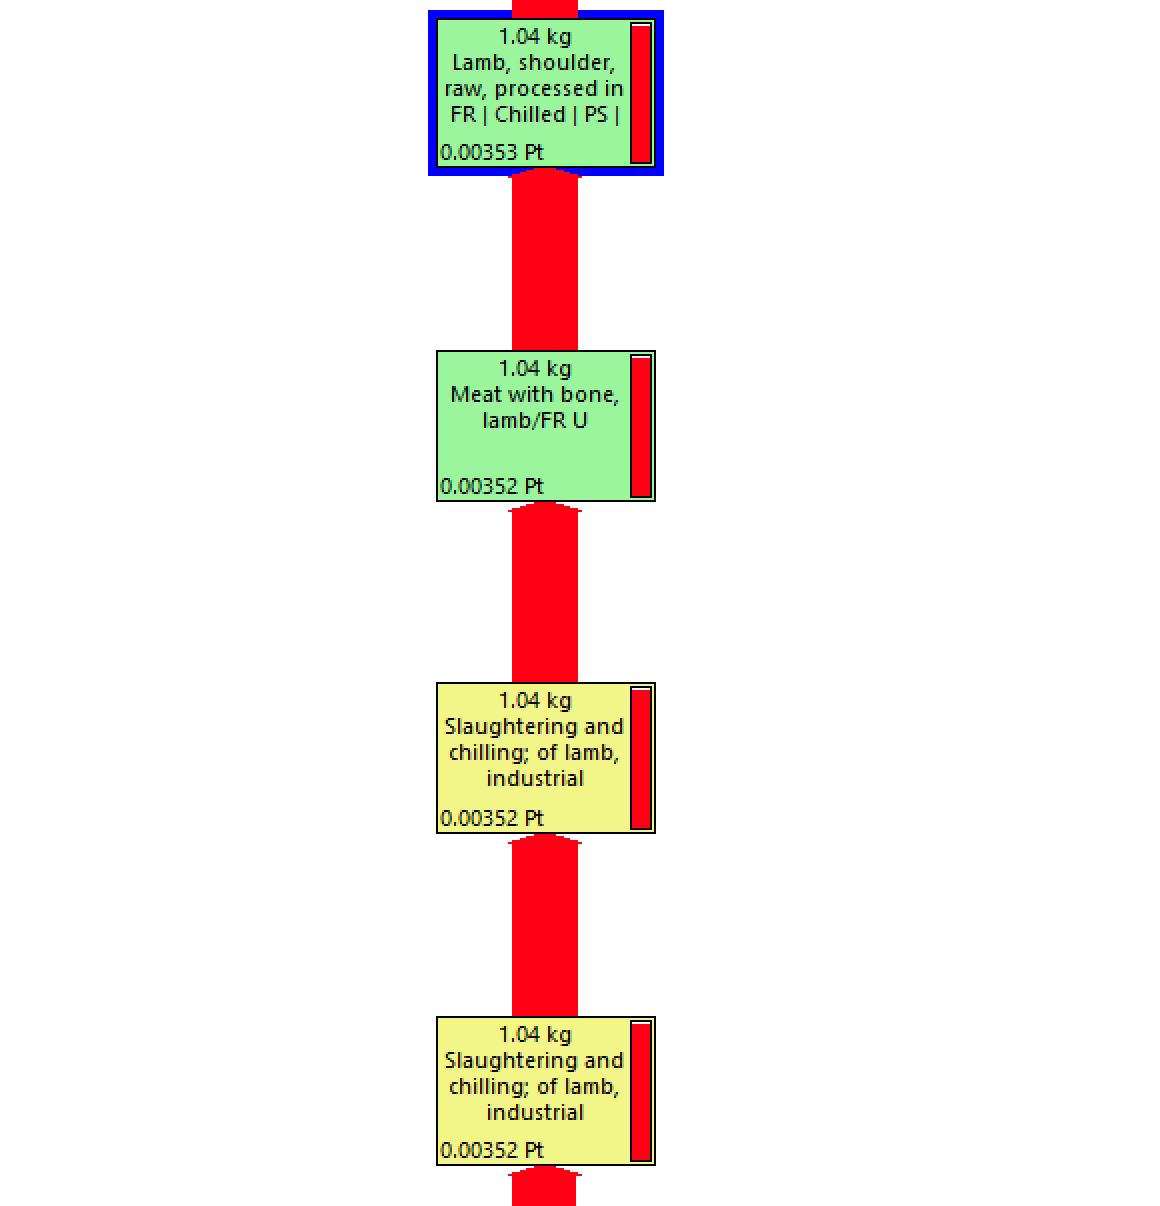 1.04 kg
Lamb, shoulder,
raw, processed in
FR | Chilled | PS |
0.00353 Pt
1.04 kg
Meat with bone,
lamb/FR U
0.00352 Pt
1.04 kg
Slaughtering and
chilling; of lamb,
industrial
0.00352 Pt
1.04 kg
Slaughtering and
chilling; of lamb,
industrial
0.00352 Pt